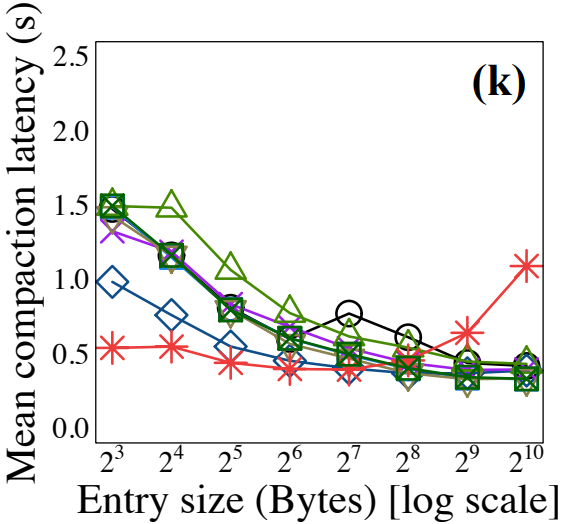 Mean compaction latency (s)
2.5
2.0
1.5
1.0
0.5
0.0
(k)
2^3 2^4 2^5 2^6 2^7 2^8 2^9 2^10
Entry size (Bytes) [log scale]